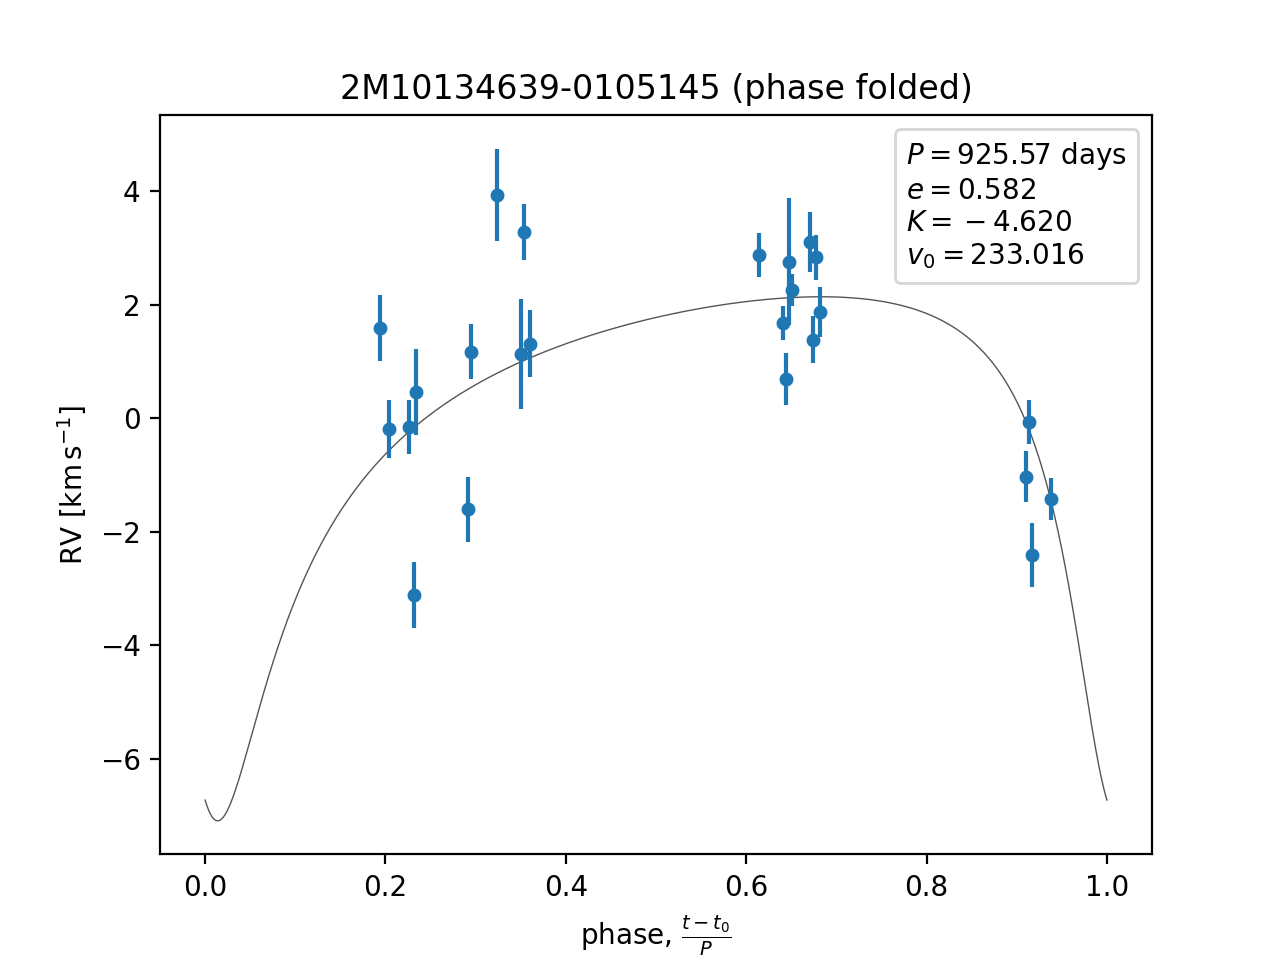 2M10134639-0105145 (phase folded)
P = 925.57 days
e = 0.582
K = −4.620
v₀ = 233.016
4
2
0
−2
−4
−6
RV [km s⁻¹]
0.0 0.2 0.4 0.6 0.8 1.0
phase, (t − t₀)/P